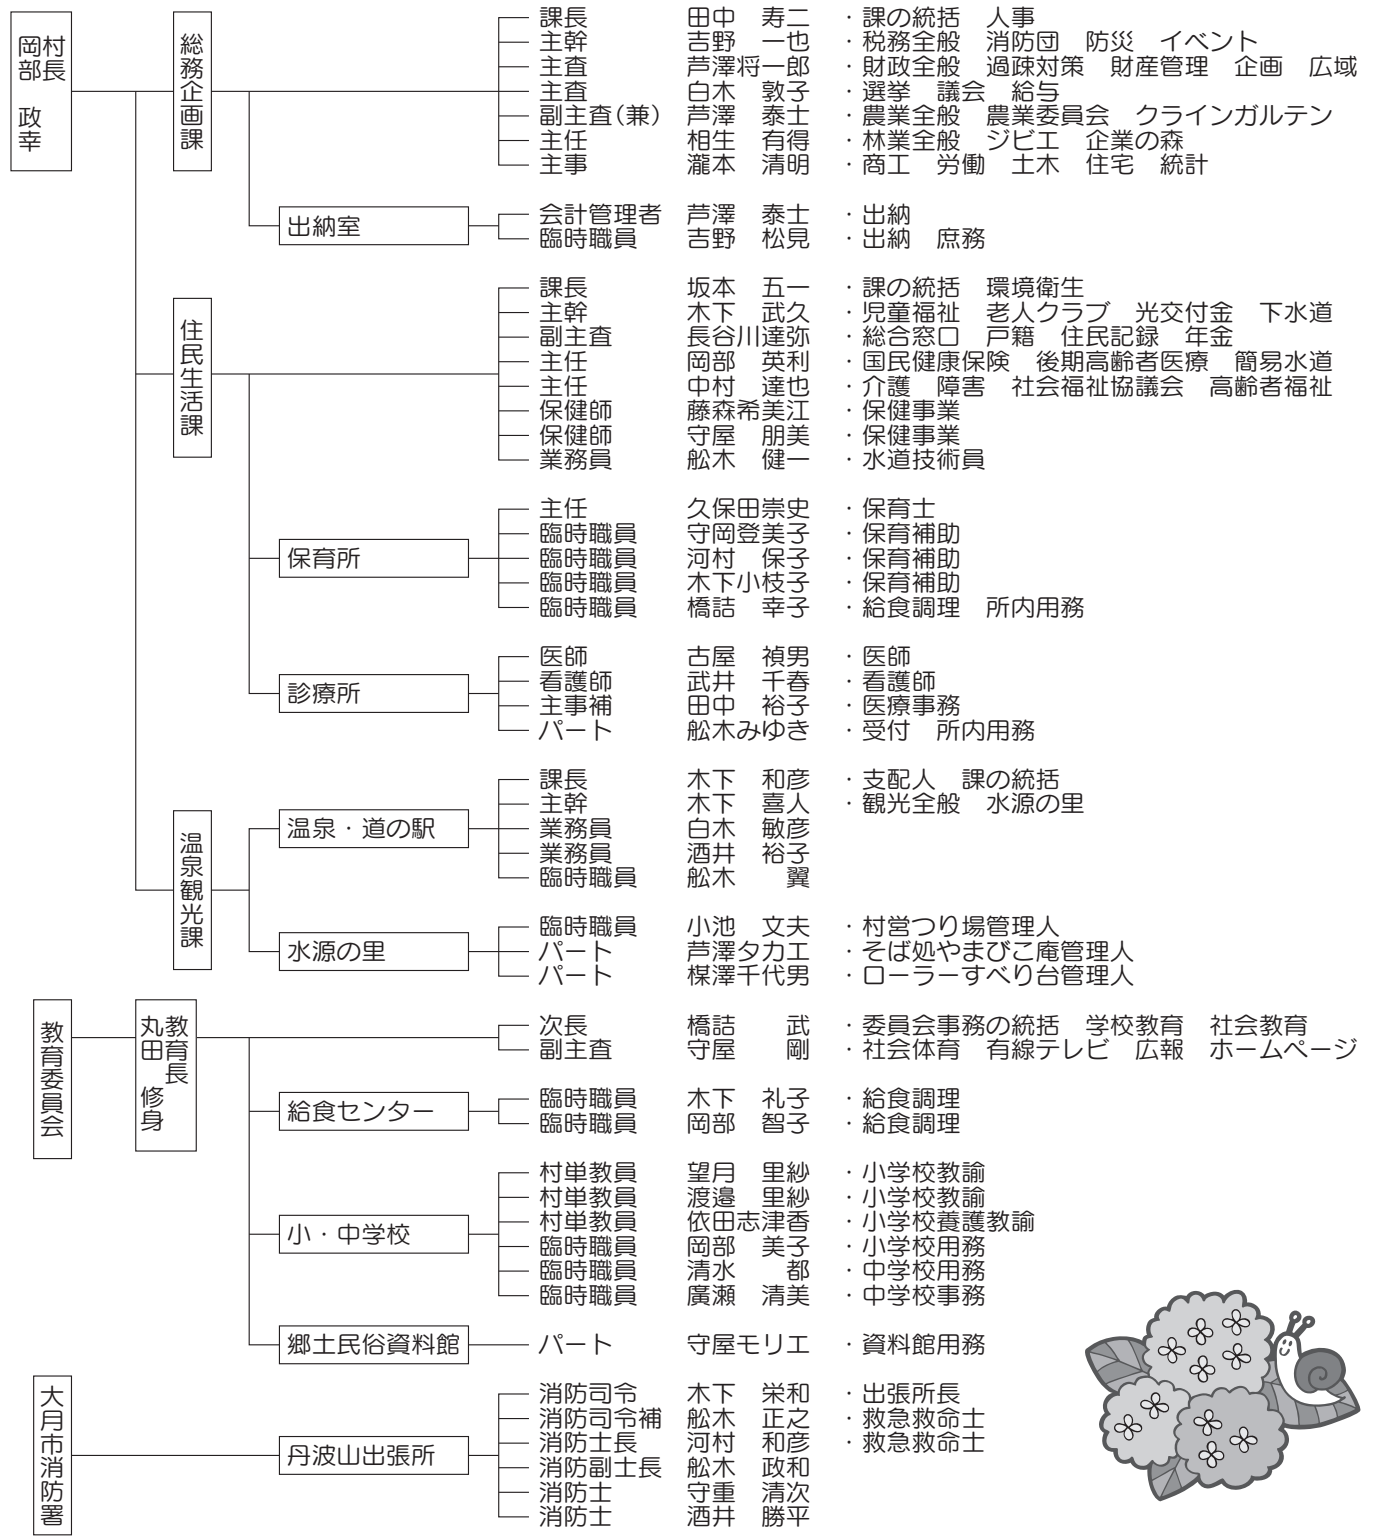 村長
岡部　政幸
総務企画課
課長　田中　寿二　・課の統括　人事
主幹　吉野　一也　・税務全般　消防団　防災　イベント
主査　芦澤将一郎　・財政全般　過疎対策　財産管理　企画　広域
主査　白木　敦子　・選挙　議会　給与
副主査(兼)　芦澤　泰士　・農業全般　農業委員会　クラインガルテン
主任　相生　有得　・林業全般　ジビエ　企業の森
主事　瀧本　清明　・商工　労働　土木　住宅　統計
出納室
会計管理者　芦澤　泰士　・出納
臨時職員　吉野　松見　・出納　庶務
住民生活課
課長　坂本　五一　・課の統括　環境衛生
主幹　木下　武久　・児童福祉　老人クラブ　光交付金　下水道
副主査　長谷川達弥　・総合窓口　戸籍　住民記録　年金
主任　岡部　英利　・国民健康保険　後期高齢者医療　簡易水道
主任　中村　達也　・介護　障害　社会福祉協議会　高齢者福祉
保健師　藤森希美江　・保健事業
保健師　守屋　朋美　・保健事業
業務員　舩木　健一　・水道技術員
保育所
主任　久保田崇史　・保育士
臨時職員　守岡登美子　・保育補助
臨時職員　河村　保子　・保育補助
臨時職員　木下小枝子　・保育補助
臨時職員　橋詰　幸子　・給食調理　所内用務
診療所
医師　古屋　禎男　・医師
看護師　武井　千春　・看護師
主事補　田中　裕子　・医療事務
パート　舩木みゆき　・受付　所内用務
温泉観光課
温泉・道の駅
課長　木下　和彦　・支配人　課の統括
主幹　木下　喜人　・観光全般　水源の里
業務員　白木　敏彦
業務員　酒井　裕子
臨時職員　舩木　　翼
水源の里
臨時職員　小池　文夫　・村営つり場管理人
パート　芦澤タカエ　・そば処やまびこ庵管理人
パート　楳澤千代男　・ローラーすべり台管理人
教育委員会
教育長
丸田　修身
次長　橋詰　　武　・委員会事務の統括　学校教育　社会教育
副主査　守屋　　剛　・社会体育　有線テレビ　広報　ホームページ
給食センター
臨時職員　木下　礼子　・給食調理
臨時職員　岡部　智子　・給食調理
小・中学校
村単教員　望月　里紗　・小学校教諭
村単教員　渡邉　里紗　・小学校教諭
村単教員　依田志津香　・小学校養護教諭
臨時職員　岡部　美子　・小学校用務
臨時職員　清水　　都　・中学校用務
臨時職員　廣瀬　清美　・中学校事務
郷土民俗資料館
パート　守屋モリエ　・資料館用務
大月市消防署
丹波山出張所
消防司令　木下　栄和　・出張所長
消防司令補　舩木　正之　・救急救命士
消防士長　河村　和彦　・救急救命士
消防副士長　舩木　政和
消防士　守重　清次
消防士　酒井　勝平